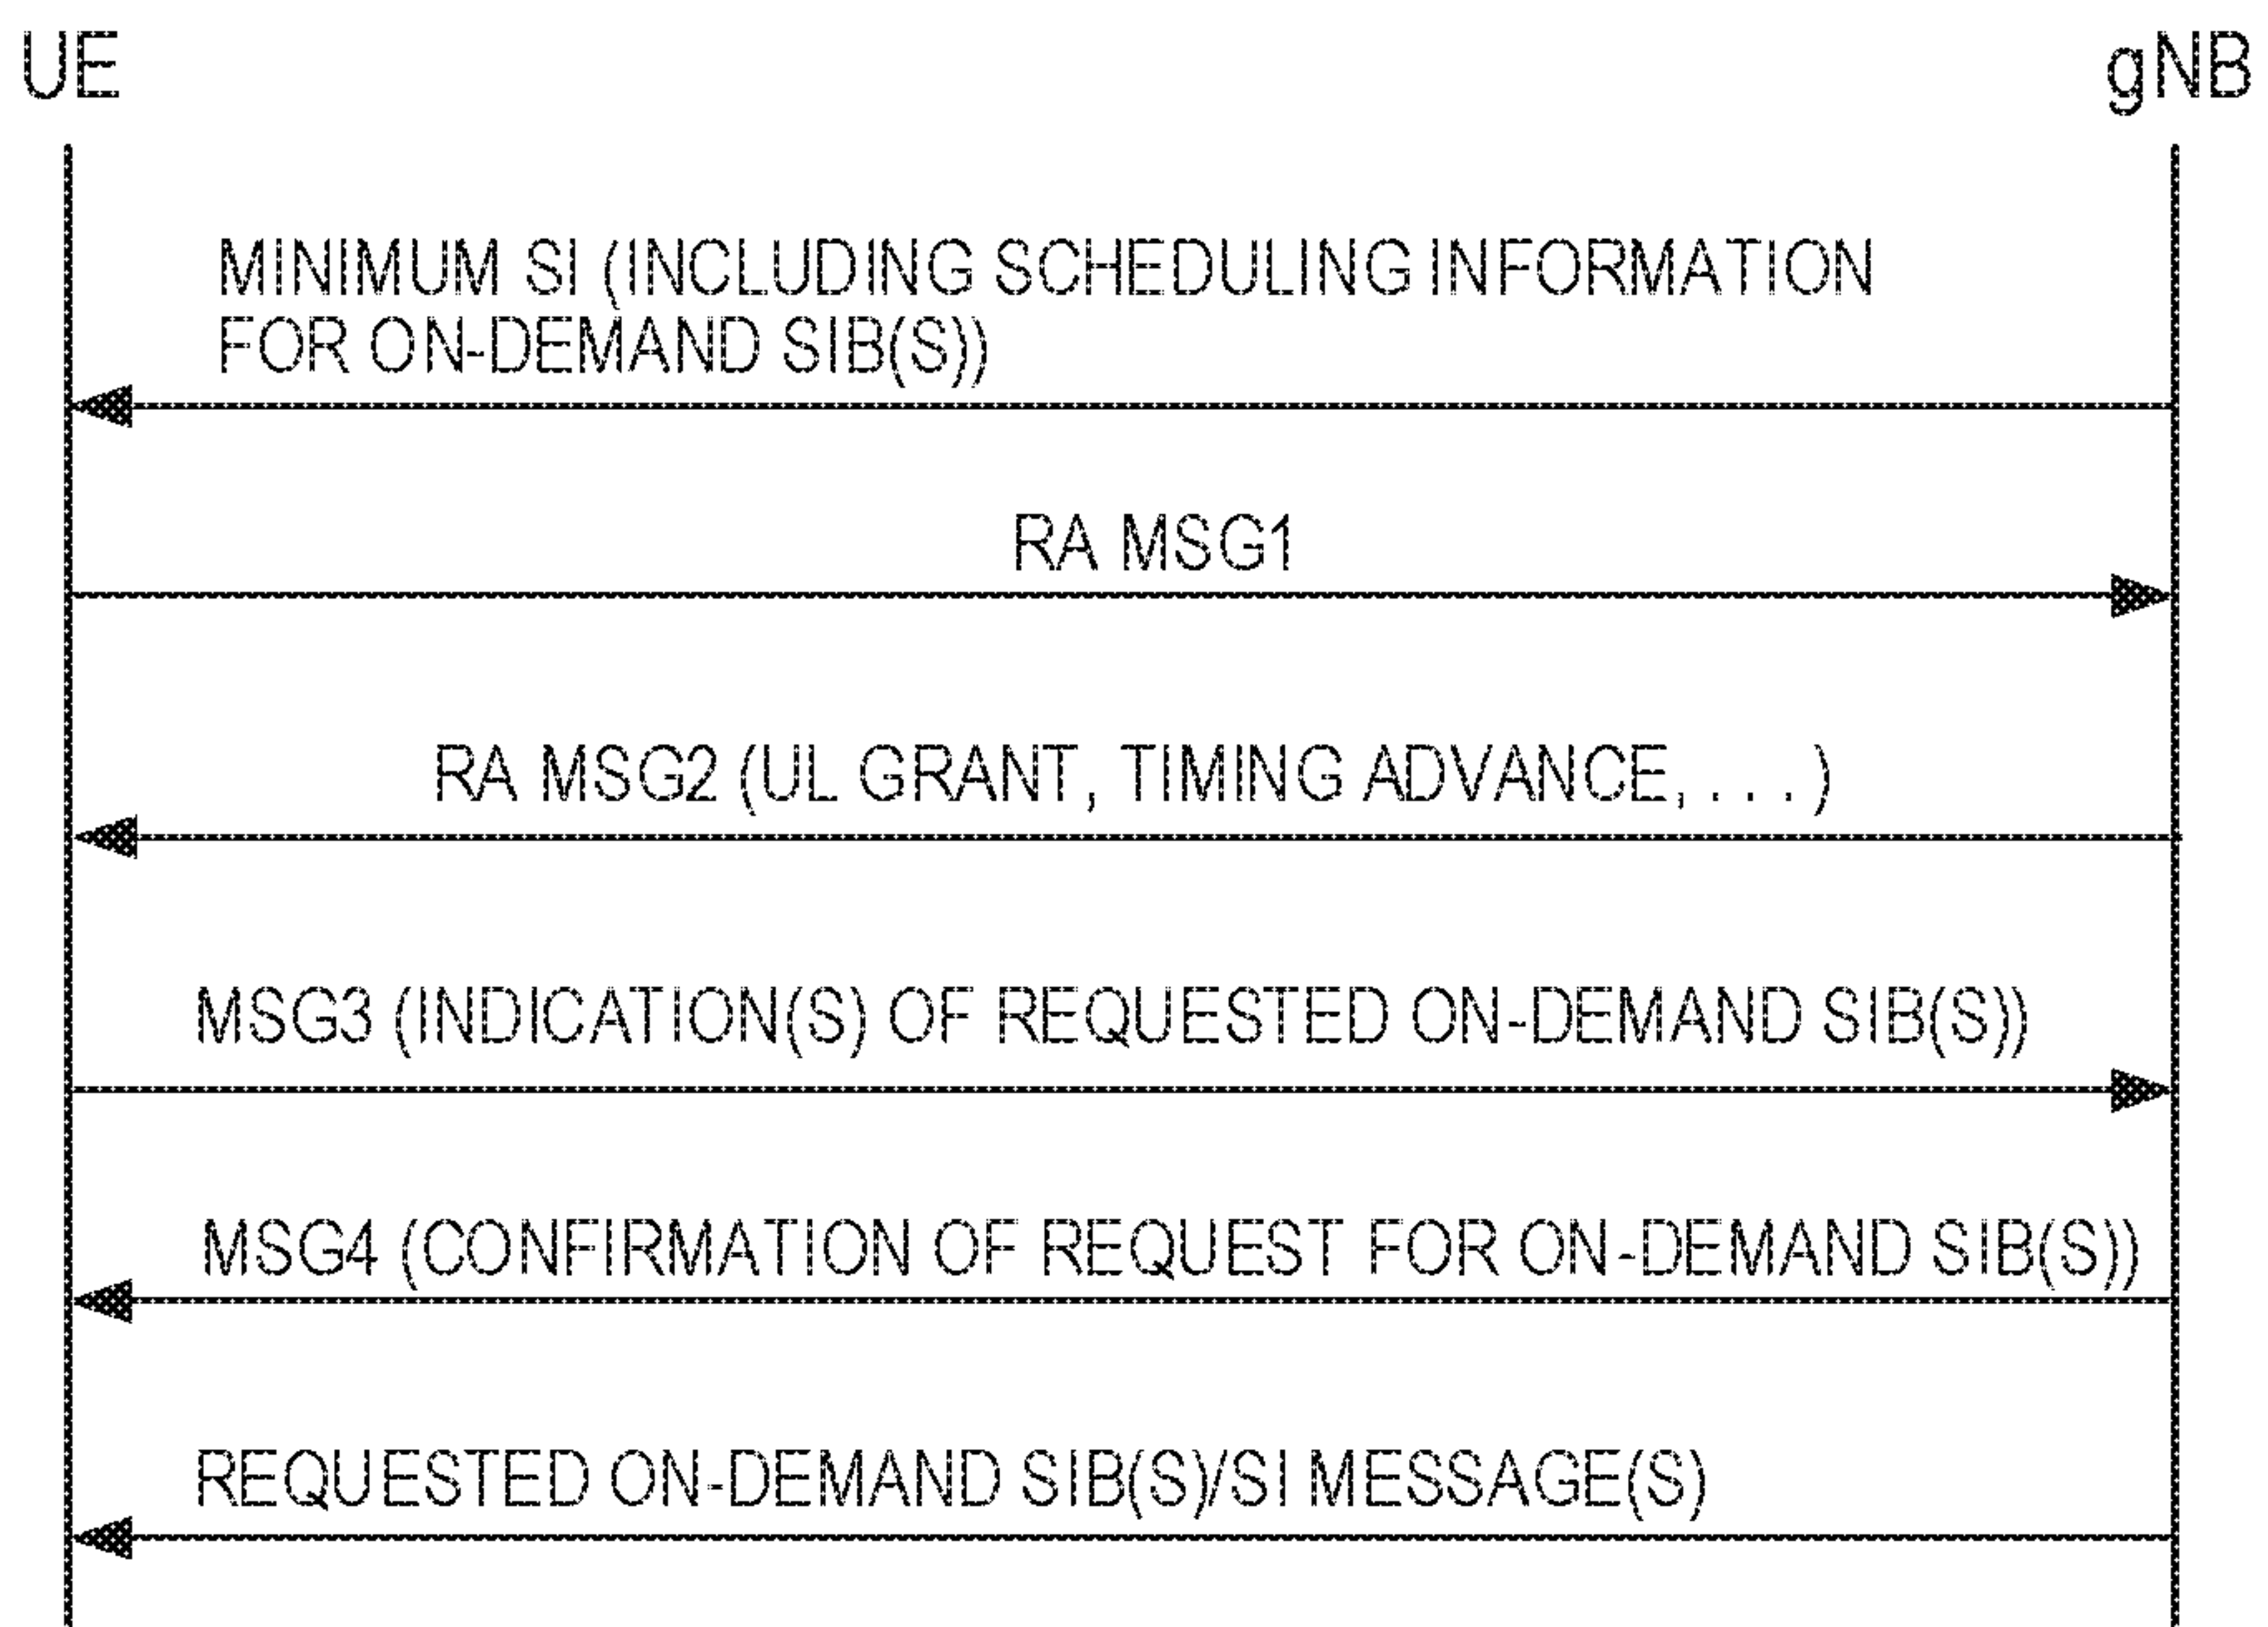 UE gNB
MINIMUM SI (INCLUDING SCHEDULING INFORMATION
FOR ON-DEMAND SIB(S))
RA MSG1
RA MSG2 (UL GRANT, TIMING ADVANCE, . . . )
MSG3 (INDICATION(S) OF REQUESTED ON-DEMAND SIB(S))
MSG4 (CONFIRMATION OF REQUEST FOR ON-DEMAND SIB(S))
REQUESTED ON-DEMAND SIB(S)/SI MESSAGE(S)